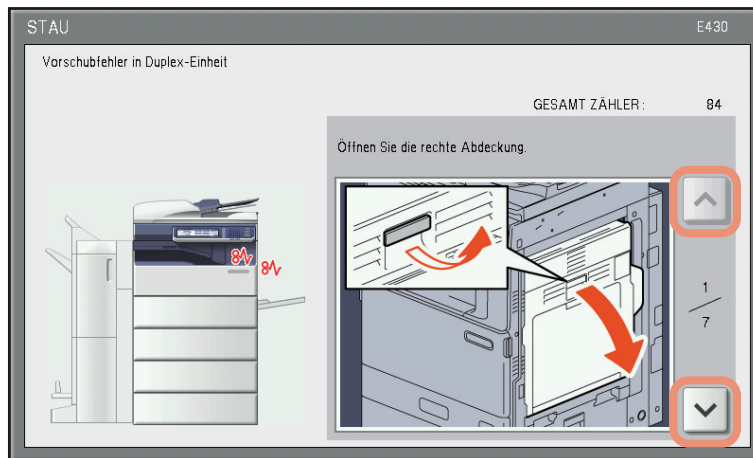 STAU
E430
Vorschubfehler in Duplex-Einheit
GESAMT ZÄHLER: 84
Öffnen Sie die rechte Abdeckung.
1
7